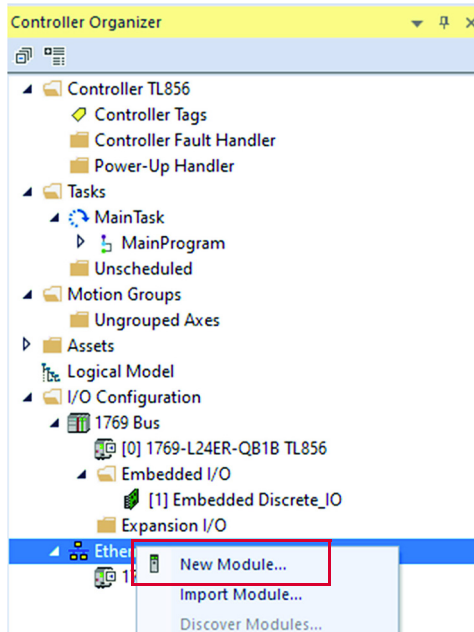 Controller Organizer
Controller TL856
Controller Tags
Controller Fault Handler
Power-Up Handler
Tasks
MainTask
MainProgram
Unscheduled
Motion Groups
Ungrouped Axes
Assets
Logical Model
I/O Configuration
1769 Bus
[0] 1769-L24ER-QB1B TL856
Embedded I/O
[1] Embedded Discrete_IO
Expansion I/O
New Module...
Import Module...
Discover Modules...